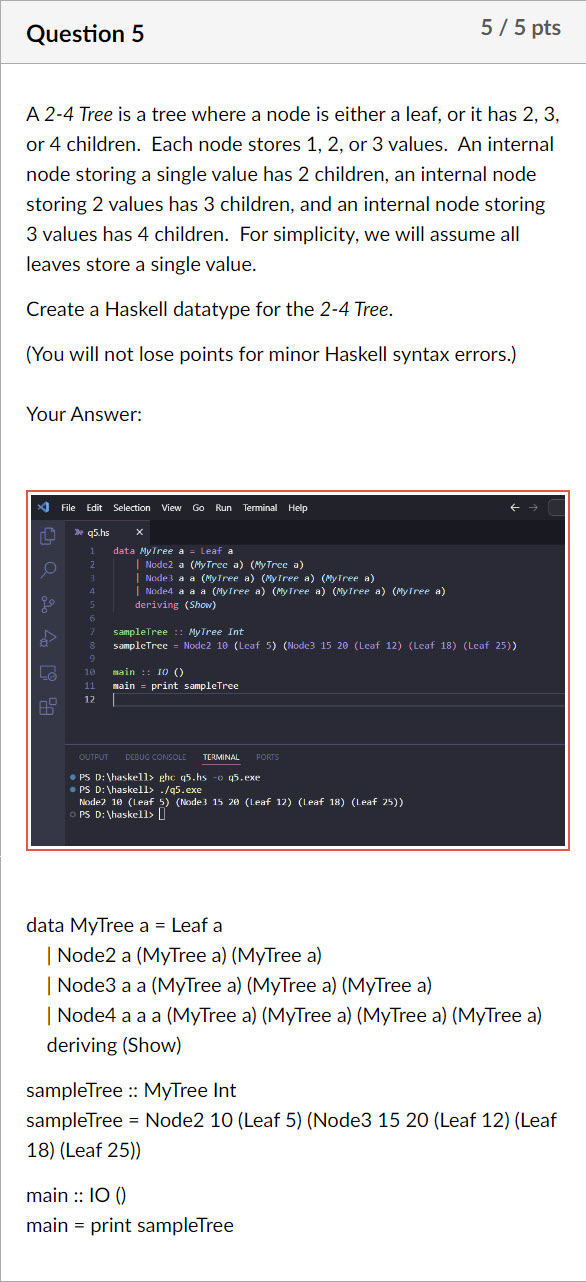 Question 5
5 / 5 pts
A 2-4 Tree is a tree where a node is either a leaf, or it has 2, 3,
or 4 children.  Each node stores 1, 2, or 3 values.  An internal
node storing a single value has 2 children, an internal node
storing 2 values has 3 children, and an internal node storing
3 values has 4 children.  For simplicity, we will assume all
leaves store a single value.
Create a Haskell datatype for the 2-4 Tree.
(You will not lose points for minor Haskell syntax errors.)
Your Answer:
File Edit Selection View Go Run Terminal Help
q5.hs
1 data MyTree a = Leaf a
2 | Node2 a (MyTree a) (MyTree a)
3 | Node3 a a (MyTree a) (MyTree a) (MyTree a)
4 | Node4 a a a (MyTree a) (MyTree a) (MyTree a) (MyTree a)
5 deriving (Show)
6
7 sampleTree :: MyTree Int
8 sampleTree = Node2 10 (Leaf 5) (Node3 15 20 (Leaf 12) (Leaf 18) (Leaf 25))
9
10 main :: IO ()
11 main = print sampleTree
12
OUTPUT DEBUG CONSOLE TERMINAL PORTS
PS D:\haskell> ghc q5.hs -o q5.exe
PS D:\haskell> ./q5.exe
Node2 10 (Leaf 5) (Node3 15 20 (Leaf 12) (Leaf 18) (Leaf 25))
PS D:\haskell>
data MyTree a = Leaf a
| Node2 a (MyTree a) (MyTree a)
| Node3 a a (MyTree a) (MyTree a) (MyTree a)
| Node4 a a a (MyTree a) (MyTree a) (MyTree a) (MyTree a)
deriving (Show)
sampleTree :: MyTree Int
sampleTree = Node2 10 (Leaf 5) (Node3 15 20 (Leaf 12) (Leaf
18) (Leaf 25))
main :: IO ()
main = print sampleTree